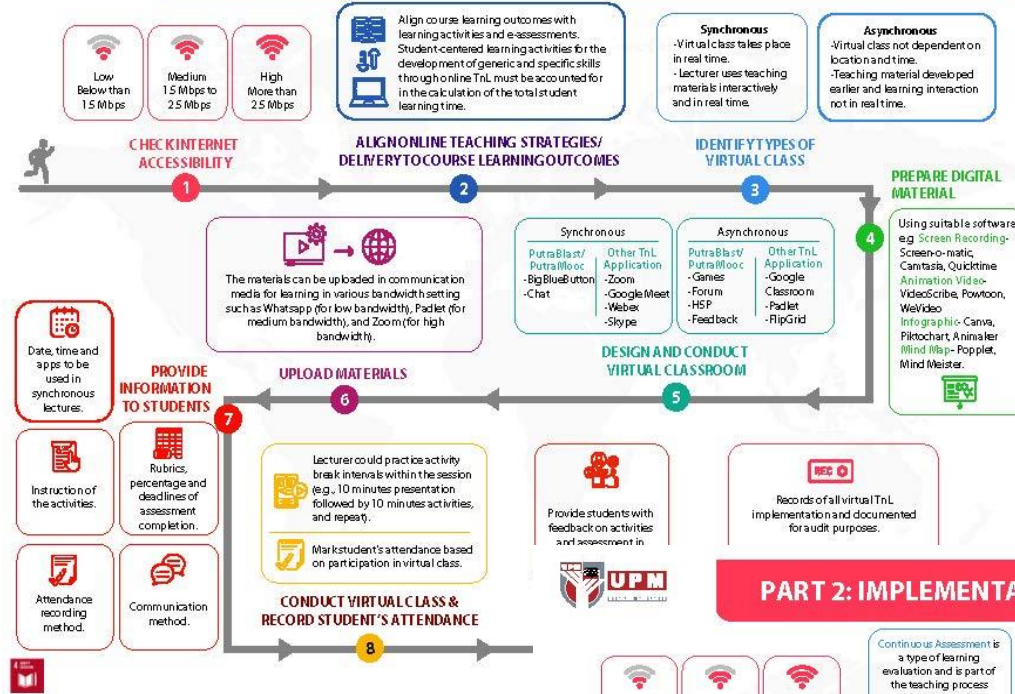 Low
Below than
15 Mbps
Medium
15 Mbps to
25 Mbps
High
More than
25 Mbps
CHECK INTERNET
ACCESSIBILITY
1
Align course learning outcomes with
learning activities and e-assessments.
Student-centered learning activities for the
development of generic and specific skills
through online TnL must be accounted for
in the calculation of the total student
learning time.
ALIGN ONLINE TEACHING STRATEGIES/
DELIVERY TO COURSE LEARNING OUTCOMES
2
Synchronous
-Virtual class takes place
in real time.
- Lecturer uses teaching
materials interactively
and in real time.
Asynchronous
-Virtual class not dependent on
location and time.
-Teaching material developed
earlier and learning interaction
not in real time.
IDENTIFY TYPES OF
VIRTUAL CLASS
3
PREPARE DIGITAL
MATERIAL
4
Using suitable software
e.g Screen Recording-
Screen-o-matic,
Camtasia, Quicktime
Animation Video-
VideoScribe, Powtoon,
WeVideo
Infographic- Canva,
Piktochart, Animaker
Mind Map- Popplet,
Mind Meister.
Synchronous
PutraBlast/
PutraMooc
-BigBlueButton
-Chat
Other TnL
Application
-Zoom
-Google Meet
-Webex
-Skype
Asynchronous
PutraBlast/
PutraMooc
-Games
-Forum
-HSP
-Feedback
Other TnL
Application
-Google
Classroom
-Padlet
-FlipGrid
DESIGN AND CONDUCT
VIRTUAL CLASSROOM
5
The materials can be uploaded in communication
media for learning in various bandwidth setting
such as Whatsapp (for low bandwidth), Padlet (for
medium bandwidth), and Zoom (for high
bandwidth).
UPLOAD MATERIALS
6
PROVIDE
INFORMATION
TO STUDENTS
7
Date, time and
apps to be
used in
synchronous
lectures.
Instruction of
the activities.
Rubrics,
percentage and
deadlines of
assessment
completion.
Attendance
recording
method.
Communication
method.
Lecturer could practice activity
break intervals within the session
(e.g., 10 minutes presentation
followed by 10 minutes activities,
and repeat).
Mark student's attendance based
on participation in virtual class.
CONDUCT VIRTUAL CLASS &
RECORD STUDENT'S ATTENDANCE
8
Provide students with
feedback on activities
and assessment in
REC
Records of all virtual TnL
implementation and documented
for audit purposes.
UPM
PART 2: IMPLEMENTA
Continuous Assessment is
a type of learning
evaluation and is part of
the teaching process